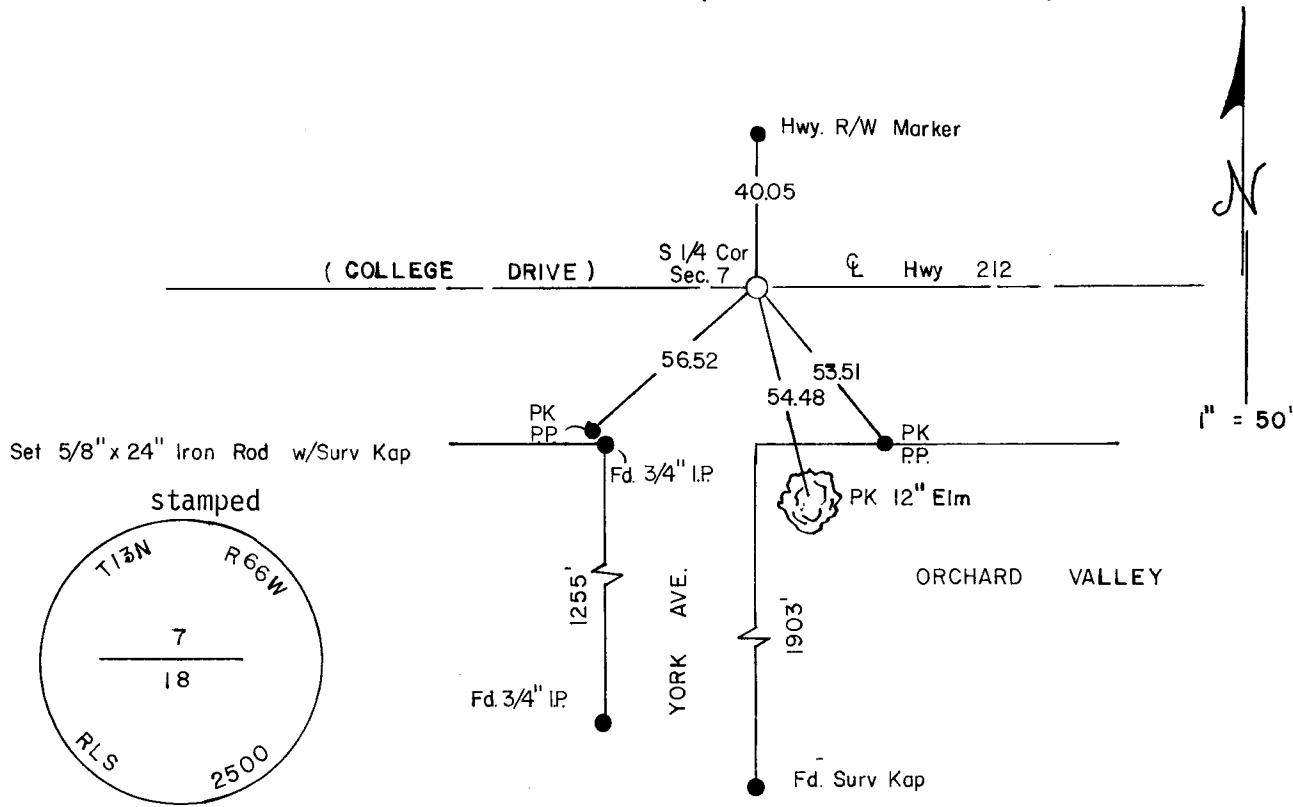 Hwy. R/W Marker
40.05
S 1/4 Cor
Sec. 7
( COLLEGE DRIVE )
℄ Hwy 212
N
1" = 50'
56.52
53.51
54.48
PK
P.P.
PK
P.P.
Set 5/8" x 24" Iron Rod w/Surv Kap
Fd. 3/4" I.P.
PK 12" Elm
stamped
T13N R66W
7
18
RLS 2500
1255'
YORK AVE.
1903'
ORCHARD VALLEY
Fd. 3/4" I.P.
Fd. Surv Kap